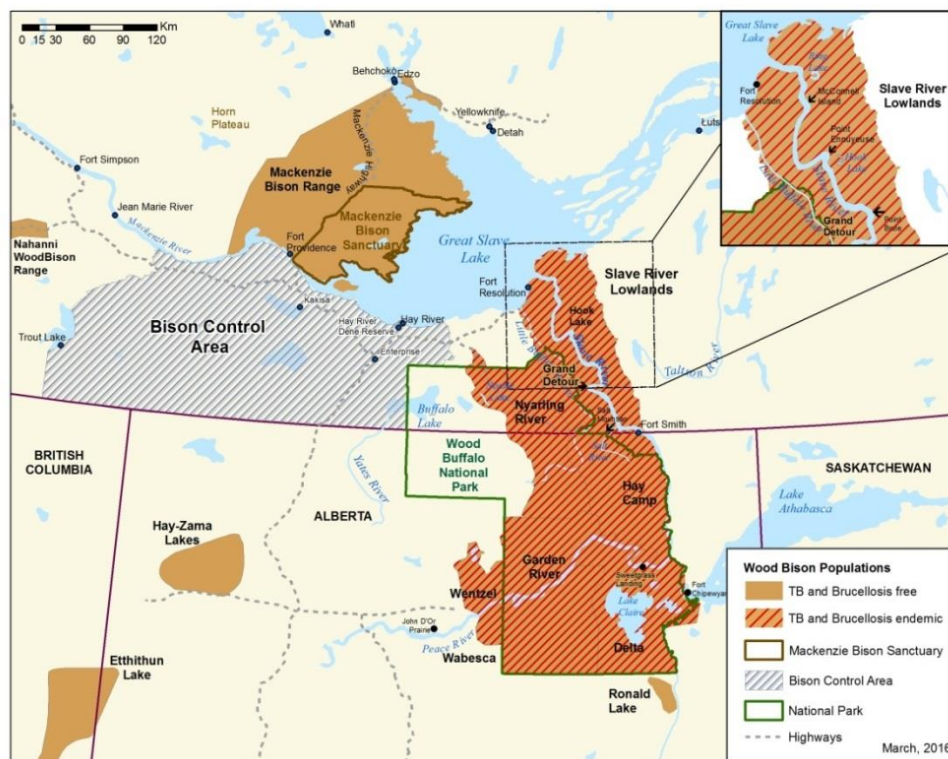 Km
0 15 30 60 90 120
Whati
Behchoko
Edzo
Yellowknife
Detah
Horn
Plateau
Mackenzie Highway
Fort Simpson
Jean Marie River
Mackenzie River
Mackenzie
Bison Range
Mackenzie
Bison
Sanctuary
Fort
Providence
Nahanni
WoodBison
Range
Great Slave
Lake
Slave River
Lowlands
Fort
Resolution
Bison Control
Area
Kakisa
Hay River
Dene Reserve
Hay River
Enterprise
Trout Lake
Hook
Lake
Taltson River
Grand
Detour
Nyarling
River
Buffalo
Lake
Fort Smith
BRITISH
COLUMBIA
Wood
Buffalo
National
Park
Yates River
Hay
Camp
SASKATCHEWAN
Lake
Athabasca
ALBERTA
Hay-Zama
Lakes
Garden
River
Sweetgrass
Landing
Fort
Chipewyan
Wentzel
Lake
Claire
John D'Or
Prairie
Peace River
Wabesca
Delta
Etthithun
Lake
Ronald
Lake
Great Slave
Lake
Fort
Resolution
McConnell
Island
Slave River
Lowlands
Point
Ennuyeuse
Hook
Lake
Grand
Detour
Wood Bison Populations
TB and Brucellosis free
TB and Brucellosis endemic
Mackenzie Bison Sanctuary
Bison Control Area
National Park
Highways
March, 2016